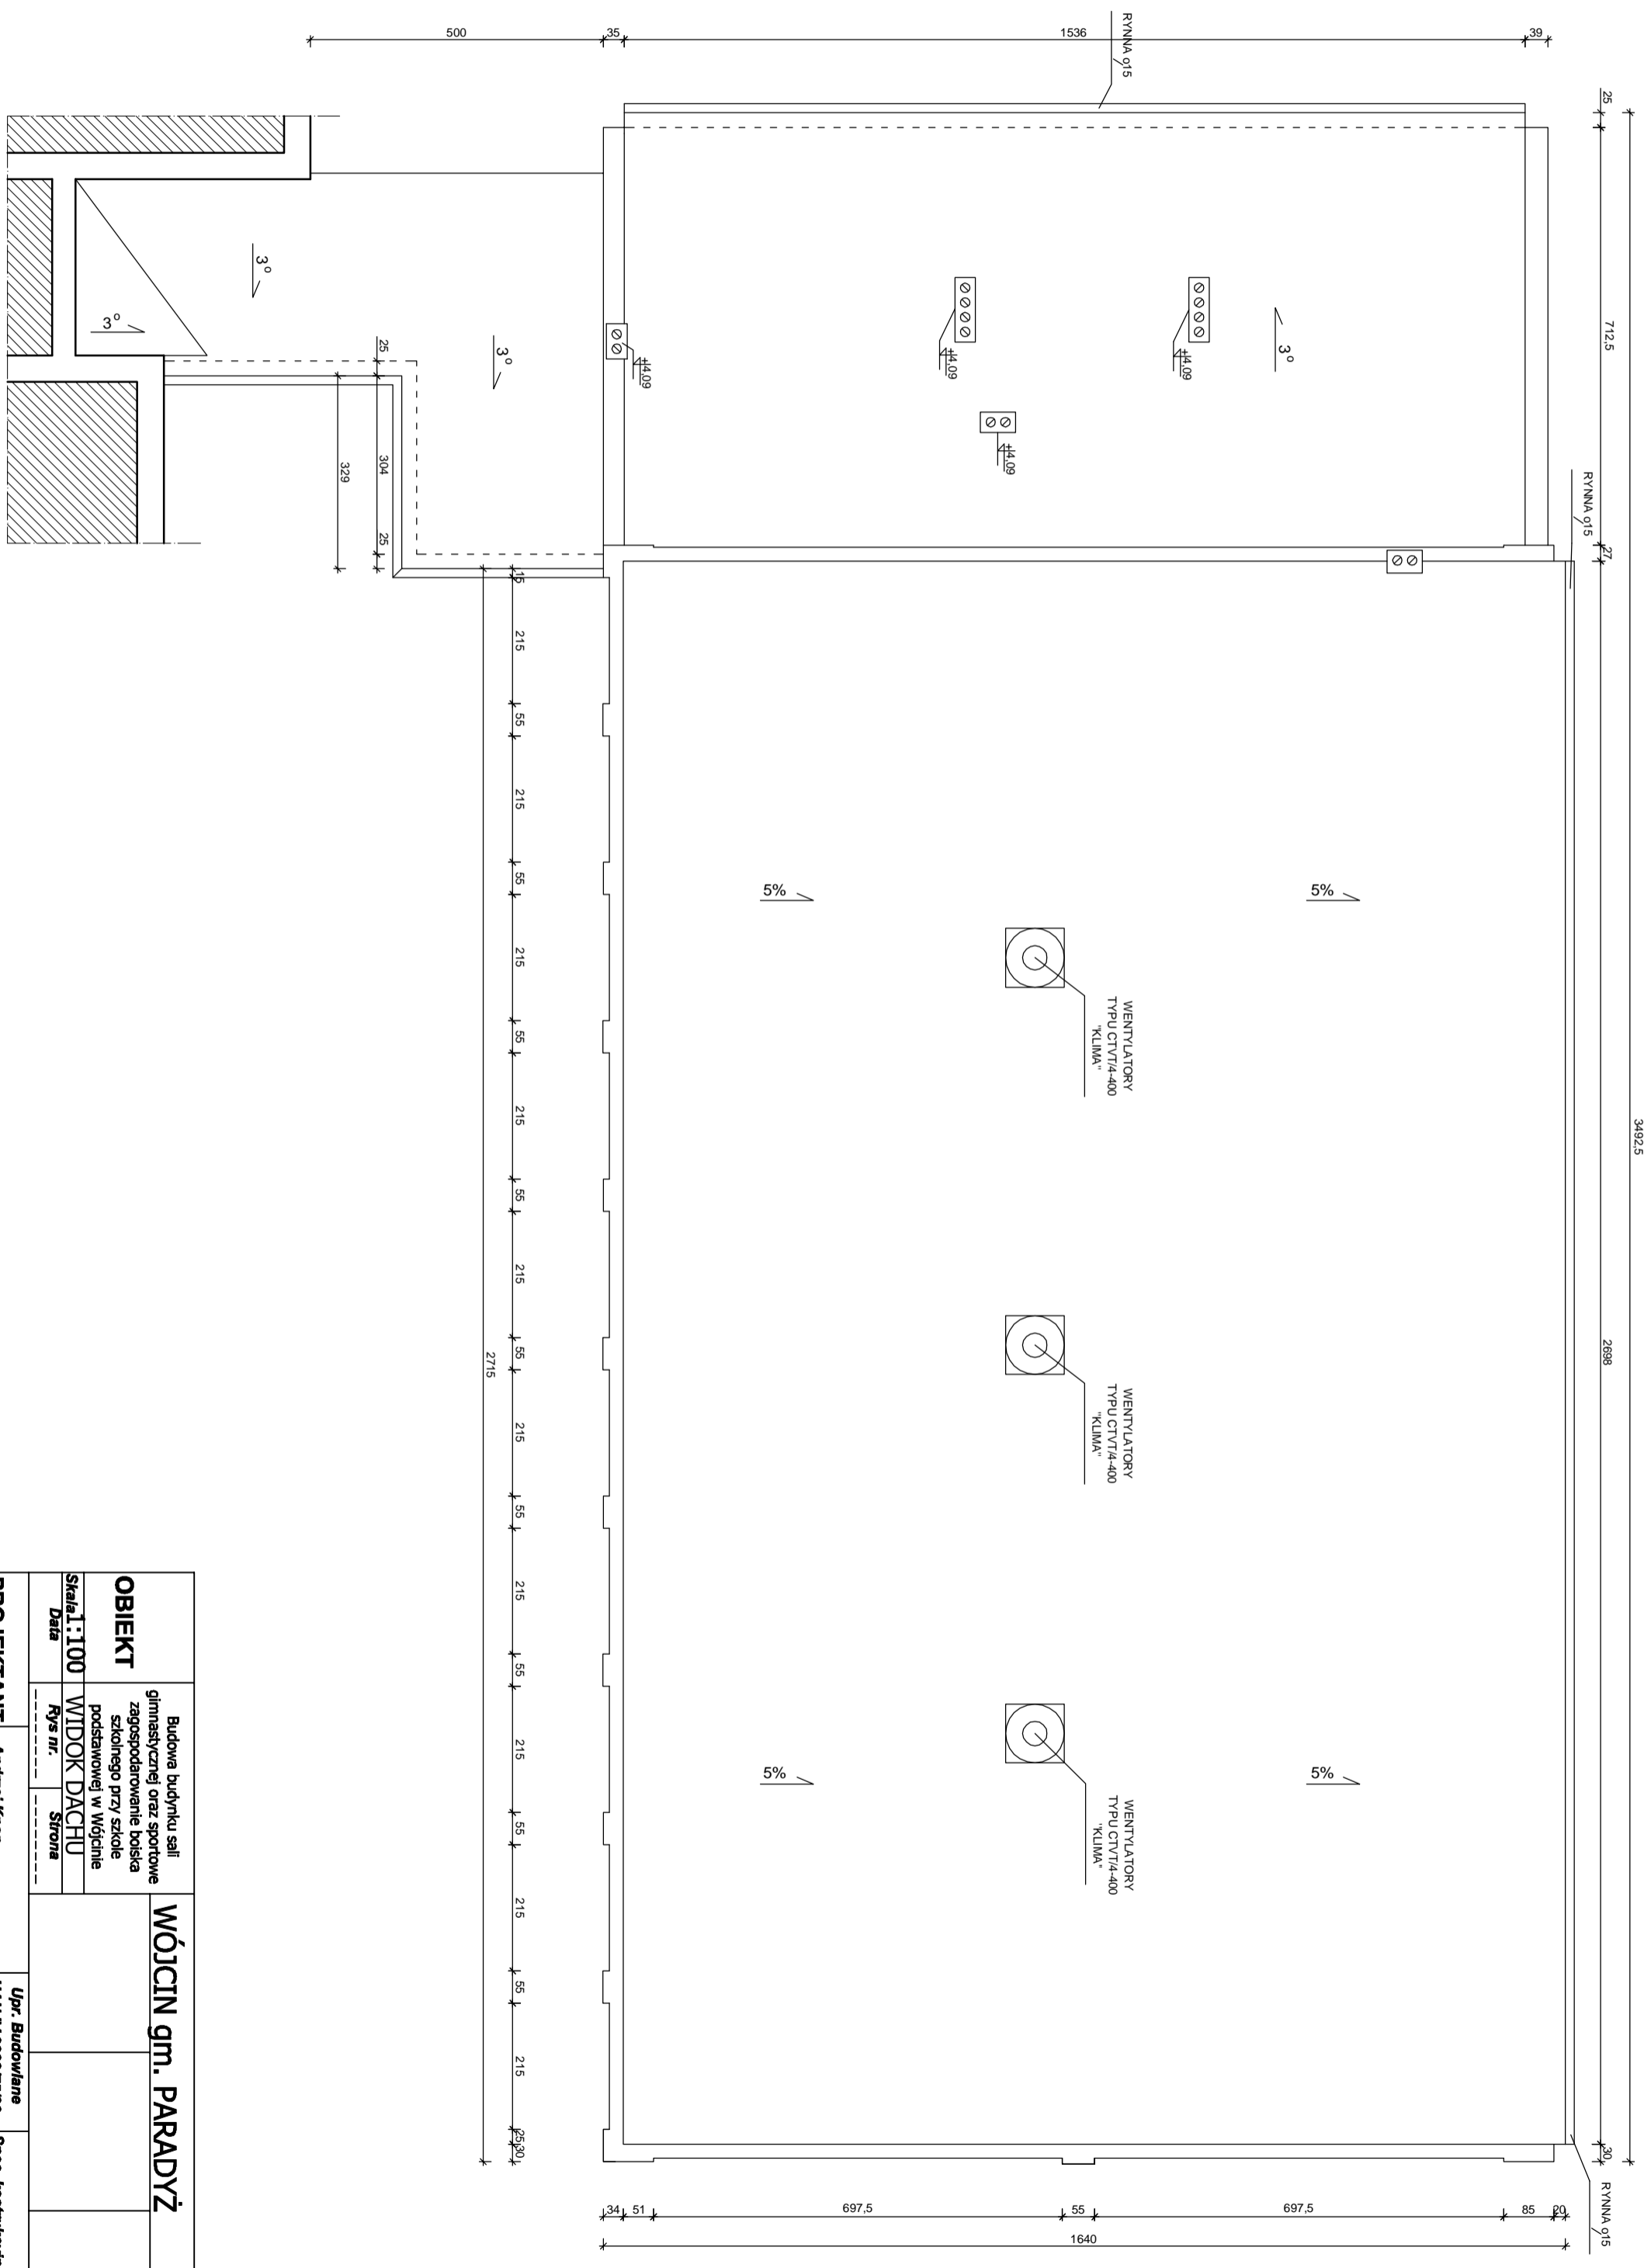 500
35
1536
39
RYNNA o15
25
712,5
27
2698
30
3492,5
RYNNA o15
RYNNA o15
3°
3°
3°
3°
+4,09
+4,09
+4,09
+4,09
25
304
25
329
15
215
55
215
55
215
55
215
55
215
55
215
55
215
55
215
55
215
55
215
25
30
2715
5%
5%
5%
5%
WENTYLATORY
TYPU CTVT/4-400
"KLIMA"
WENTYLATORY
TYPU CTVT/4-400
"KLIMA"
WENTYLATORY
TYPU CTVT/4-400
"KLIMA"
34
51
697,5
55
697,5
85
20
1640
OBIEKT
Budowa budynku sali
gimnastycznej oraz sportowe
zagospodarowanie boiska
szkolnego przy szkole
podstawowej w Wójcinie
WÓJCIN gm. PARADYŻ
Skala 1:100
WIDOK DACHU
Data
Rys nr.
Strona
Upr. Budowlane